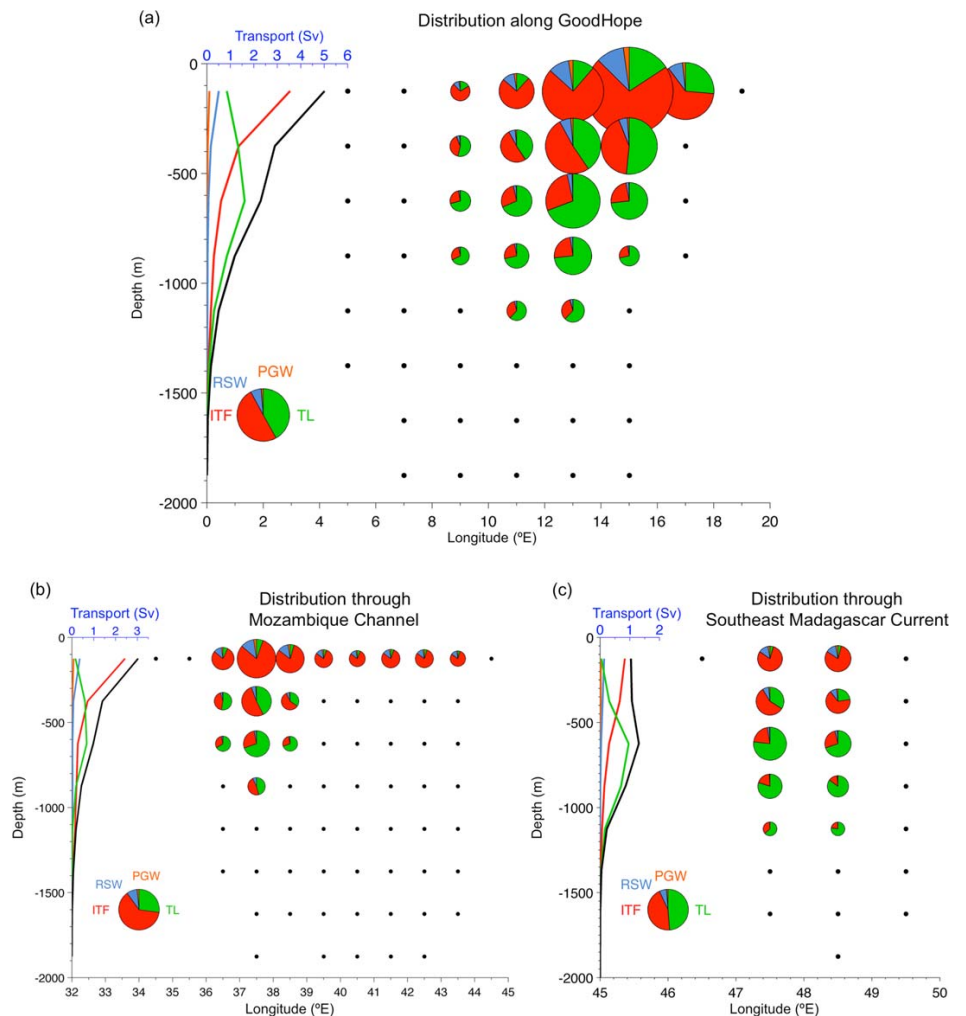 (a)
Distribution along GoodHope
Transport (Sv)
0 1 2 3 4 5 6
0
-500
-1000
-1500
-2000
Depth (m)
RSW PGW
ITF TL
0 2 4 6 8 10 12 14 16 18 20
Longitude (ºE)
(b)
Distribution through
Mozambique Channel
Transport (Sv)
0 1 2 3
0
-500
-1000
-1500
-2000
Depth (m)
RSW PGW
ITF TL
32 33 34 35 36 37 38 39 40 41 42 43 44 45
Longitude (ºE)
(c)
Distribution through
Southeast Madagascar Current
Transport (Sv)
0 1 2
0
-500
-1000
-1500
-2000
Depth (m)
RSW PGW
ITF TL
45 46 47 48 49 50
Longitude (ºE)